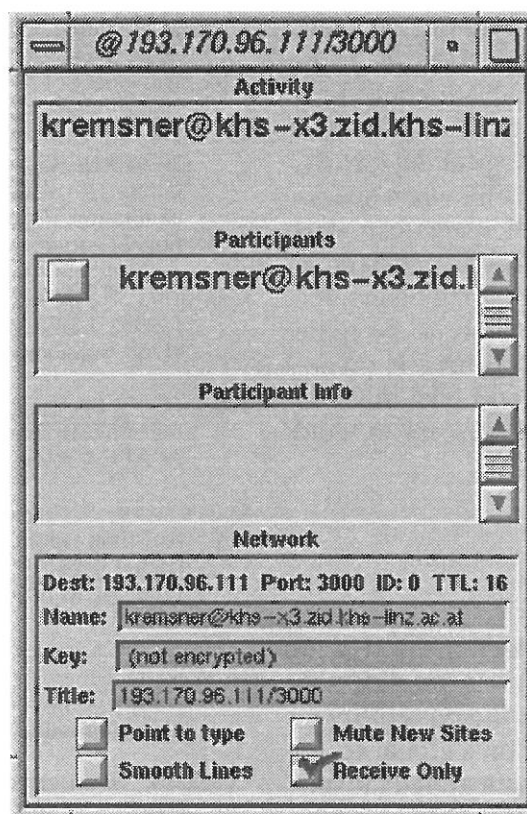 @193.170.96.111/3000
Activity
kremsner@khs-x3.zid.khs-linz
Participants
kremsner@khs-x3.zid.l
Participant Info
Network
Dest: 193.170.96.111 Port: 3000 ID: 0 TTL: 16
Name: kremsner@khs-x3.zid.khs-linz.ac.at
Key: (not encrypted)
Title: 193.170.96.111/3000
Point to type Mute New Sites
Smooth Lines Receive Only